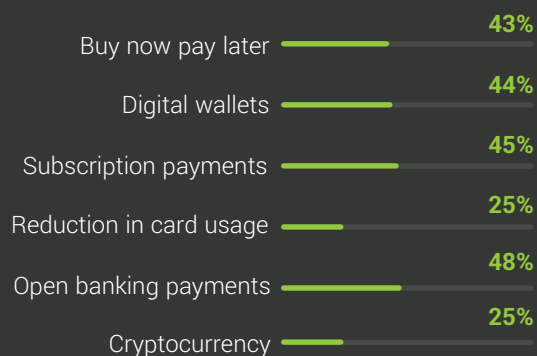 43%
Buy now pay later
44%
Digital wallets
45%
Subscription payments
25%
Reduction in card usage
48%
Open banking payments
25%
Cryptocurrency